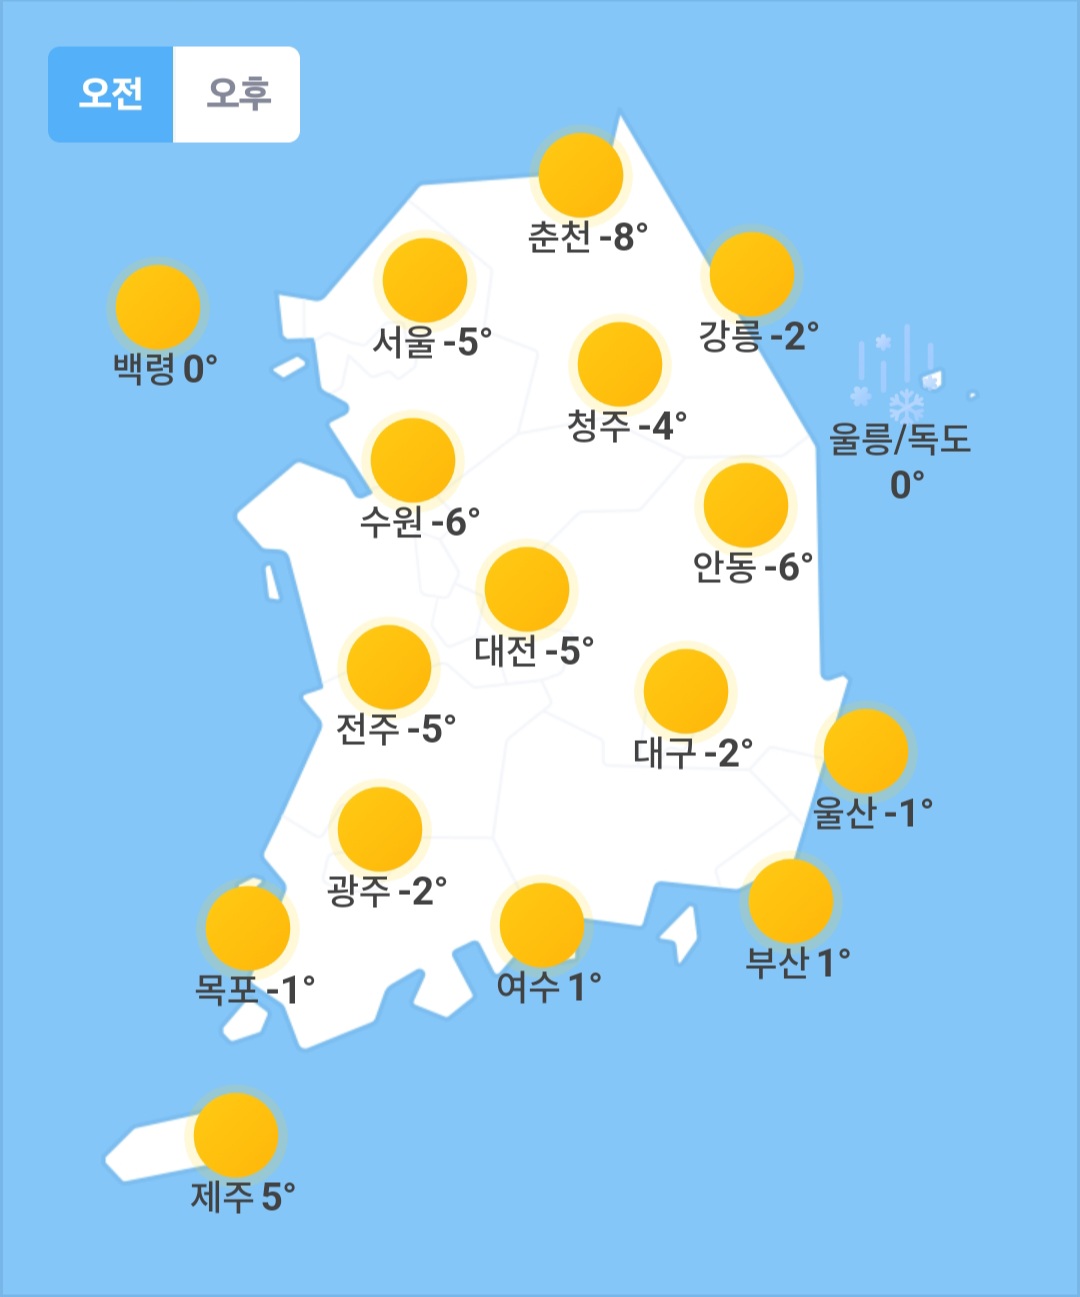 오전 오후
춘천 -8°
강릉 -2°
서울 -5°
백령 0°
청주 -4°
울릉/독도
0°
수원 -6°
안동 -6°
대전 -5°
전주 -5°
대구 -2°
울산 -1°
광주 -2°
부산 1°
여수 1°
목포 -1°
제주 5°